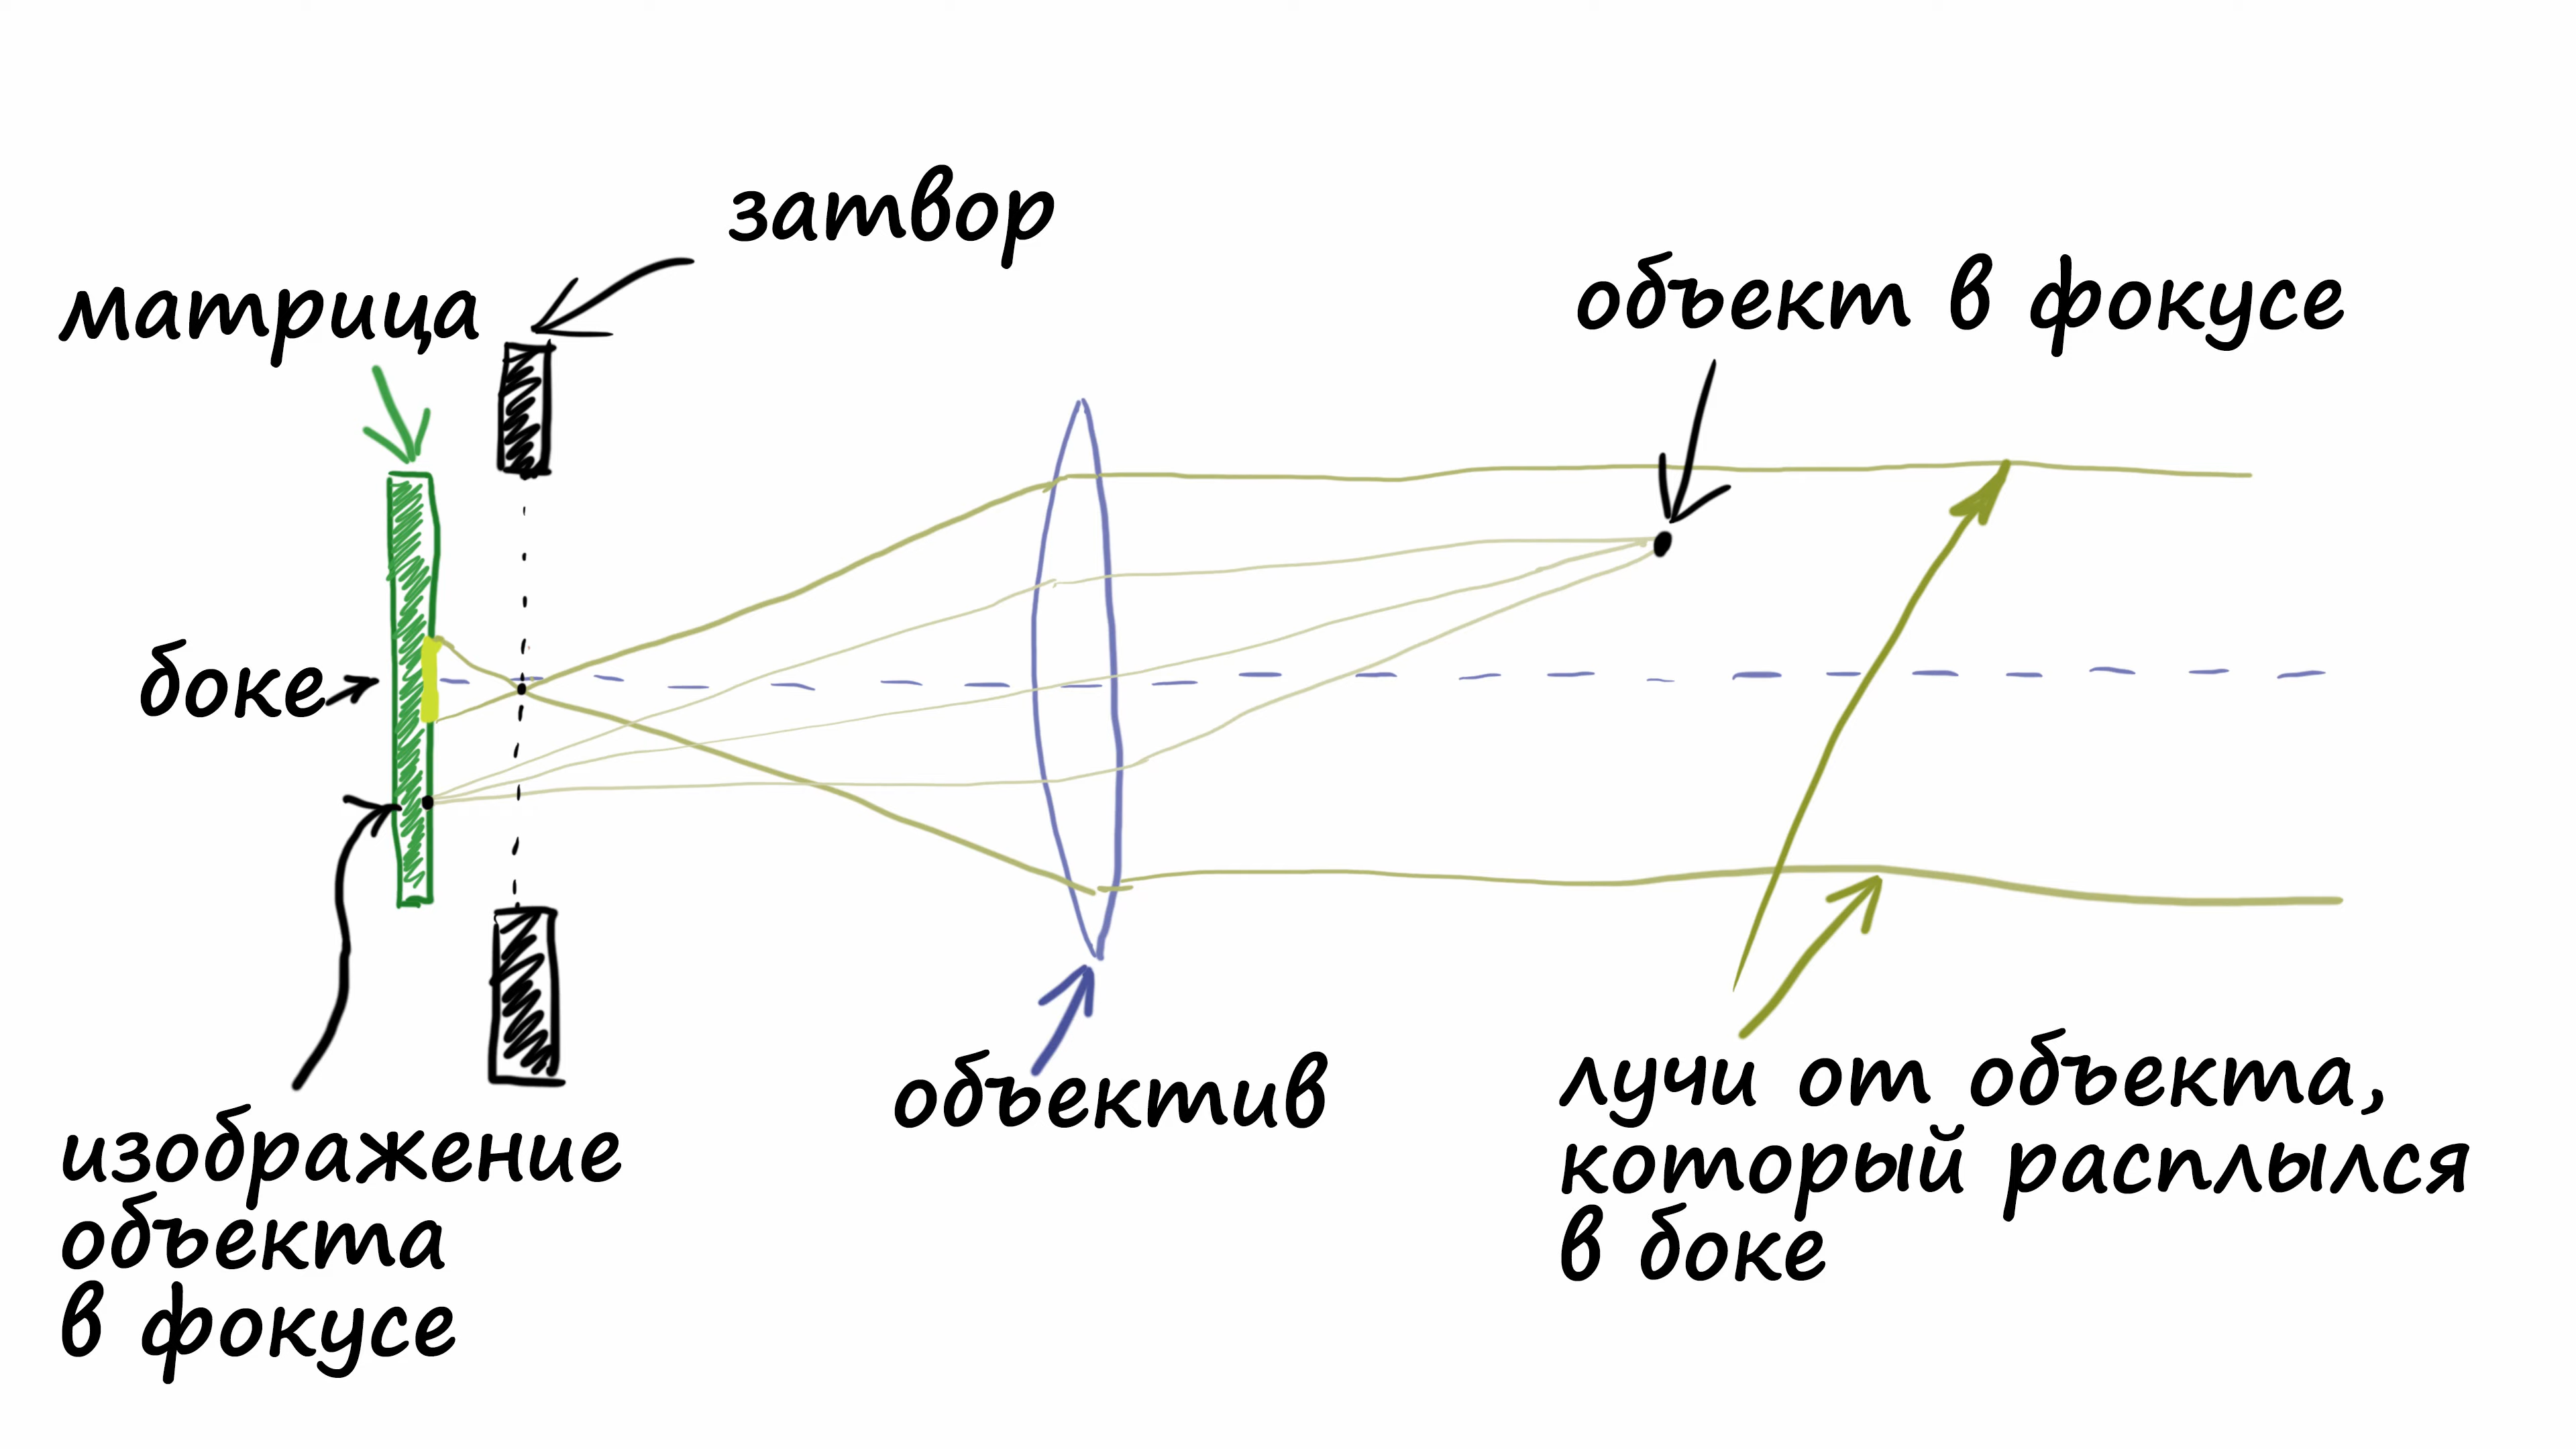 затвор
матрица
объект в фокусе
боке
объектив
лучи от объекта,
который расплылся
в боке
изображение
объекта
в фокусе